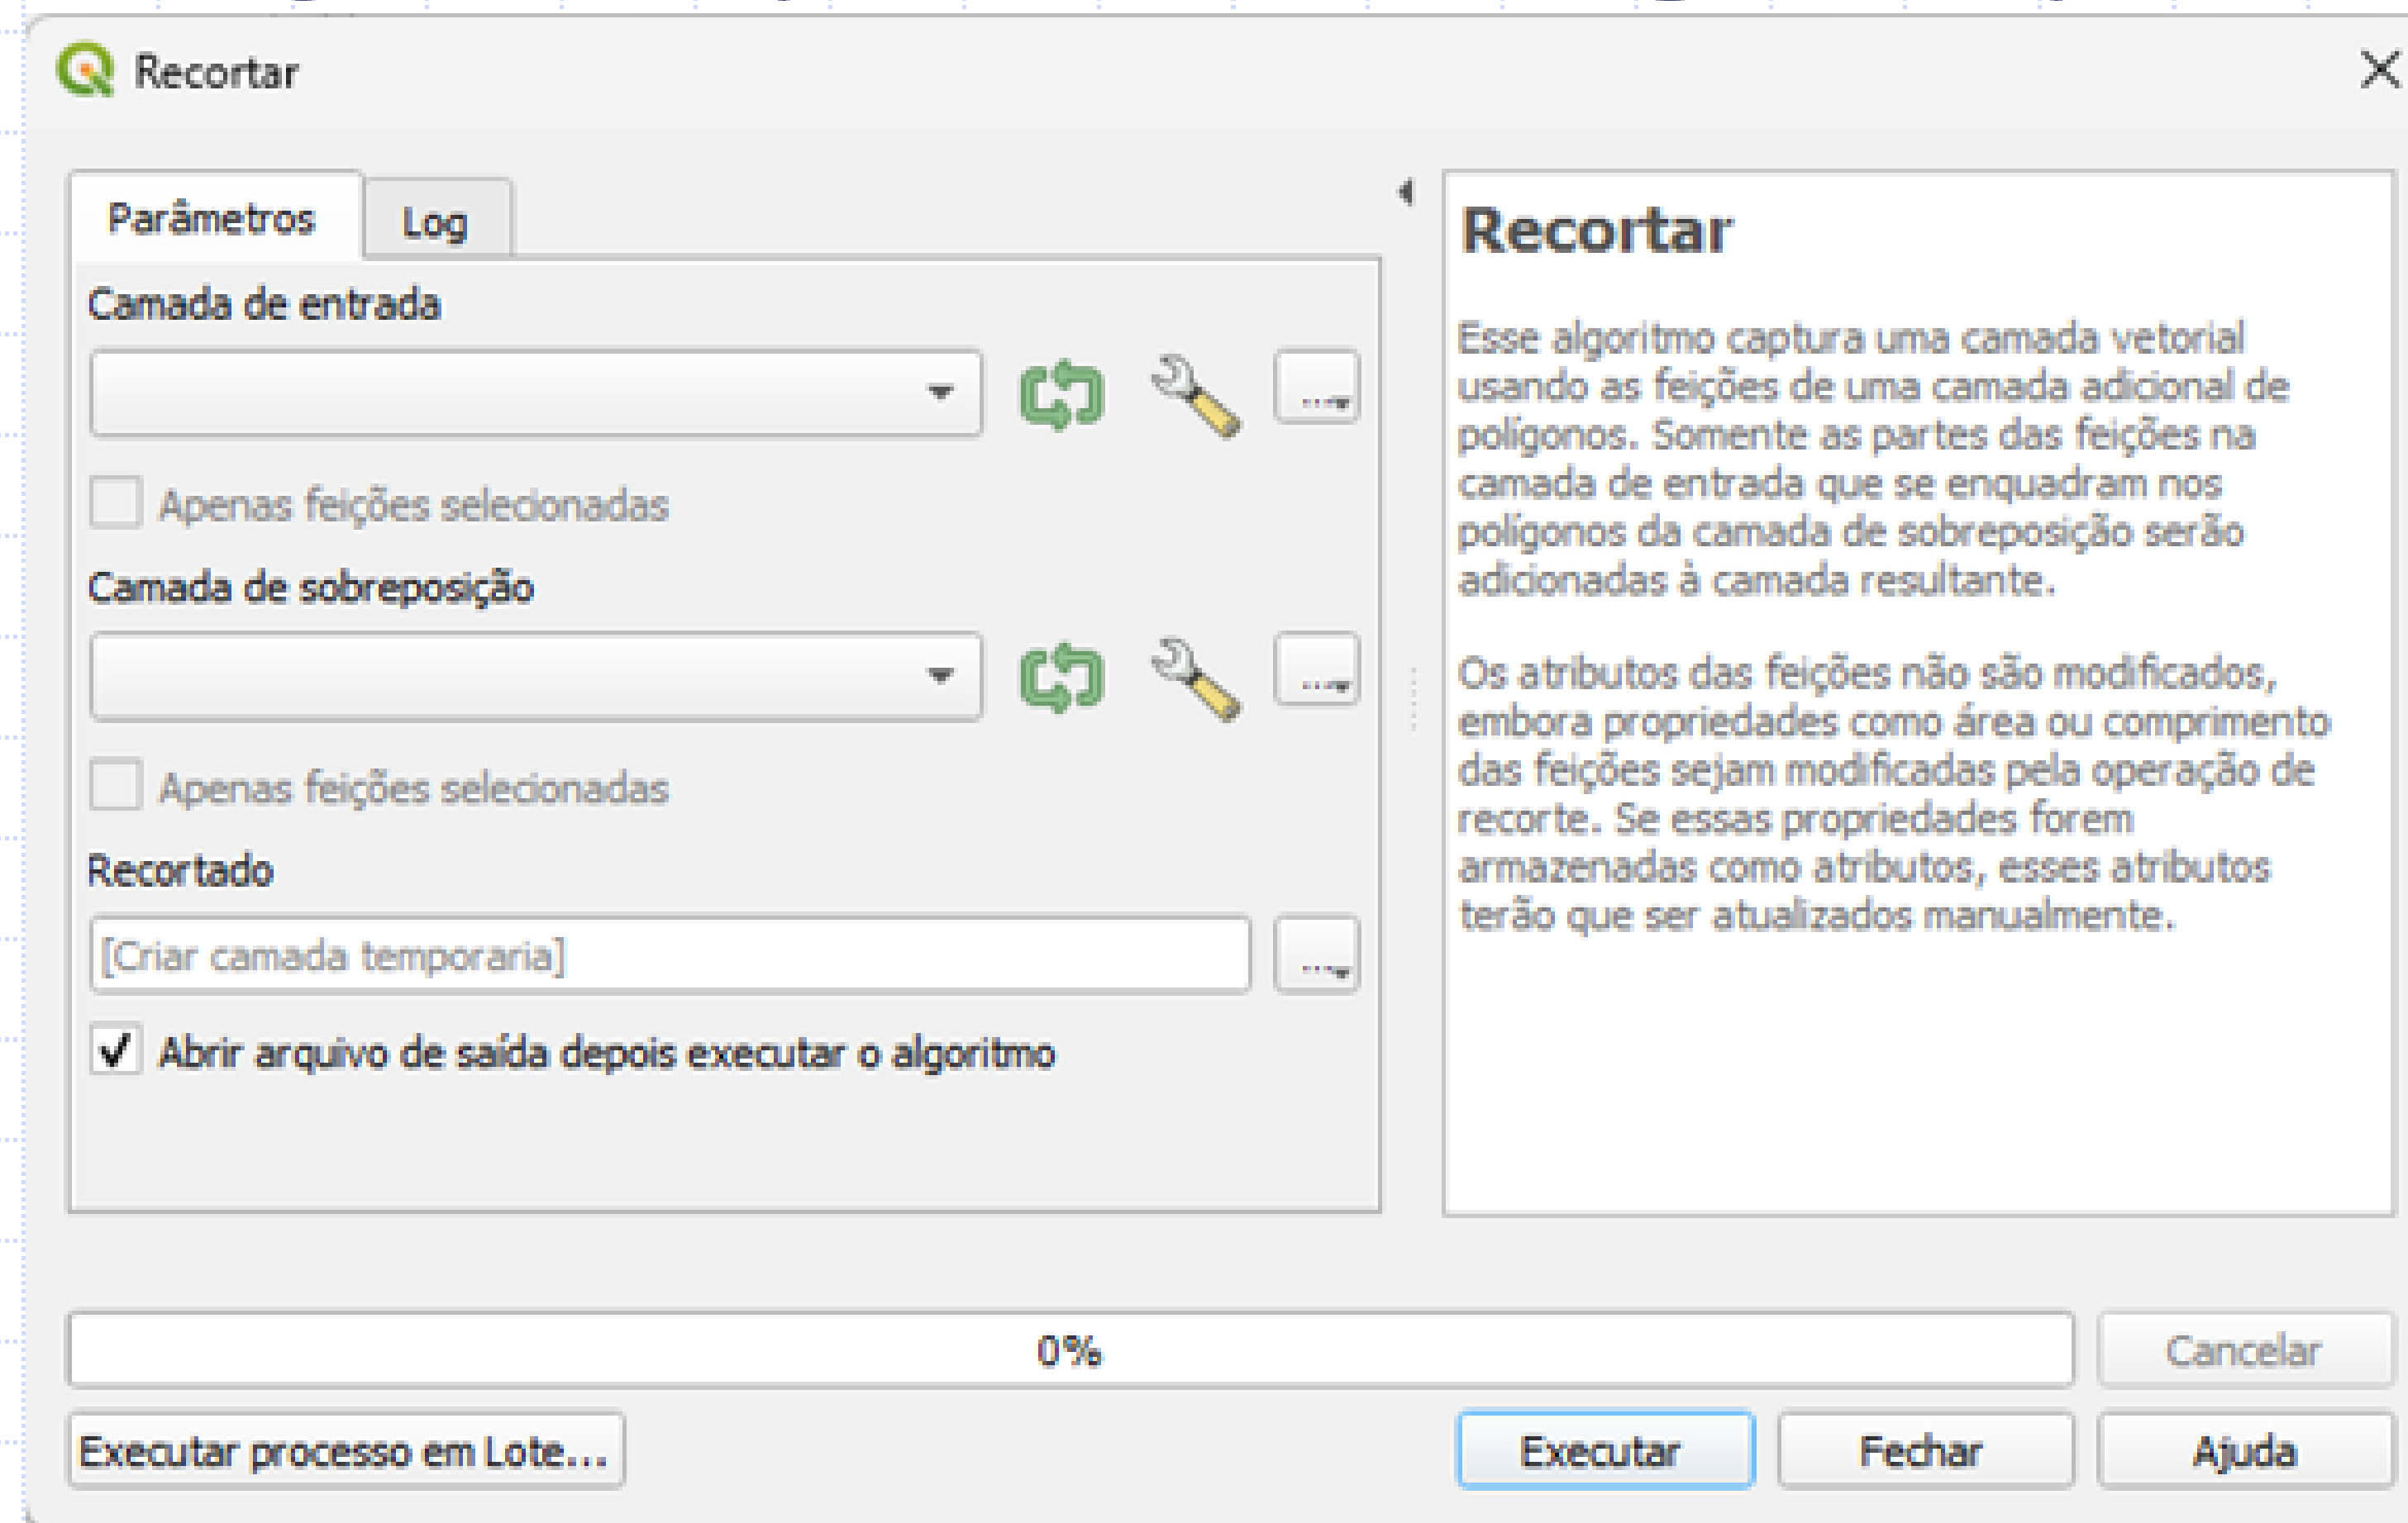 Recortar
Parâmetros
Log
Camada de entrada
...
Apenas feições selecionadas
Camada de sobreposição
...
Apenas feições selecionadas
Recortado
[Criar camada temporaria]
...
Abrir arquivo de saída depois executar o algoritmo
Recortar
Esse algoritmo captura uma camada vetorial
usando as feições de uma camada adicional de
polígonos. Somente as partes das feições na
camada de entrada que se enquadram nos
polígonos da camada de sobreposição serão
adicionadas à camada resultante.
Os atributos das feições não são modificados,
embora propriedades como área ou comprimento
das feições sejam modificadas pela operação de
recorte. Se essas propriedades forem
armazenadas como atributos, esses atributos
terão que ser atualizados manualmente.
0%
Cancelar
Executar processo em Lote...
Executar
Fechar
Ajuda